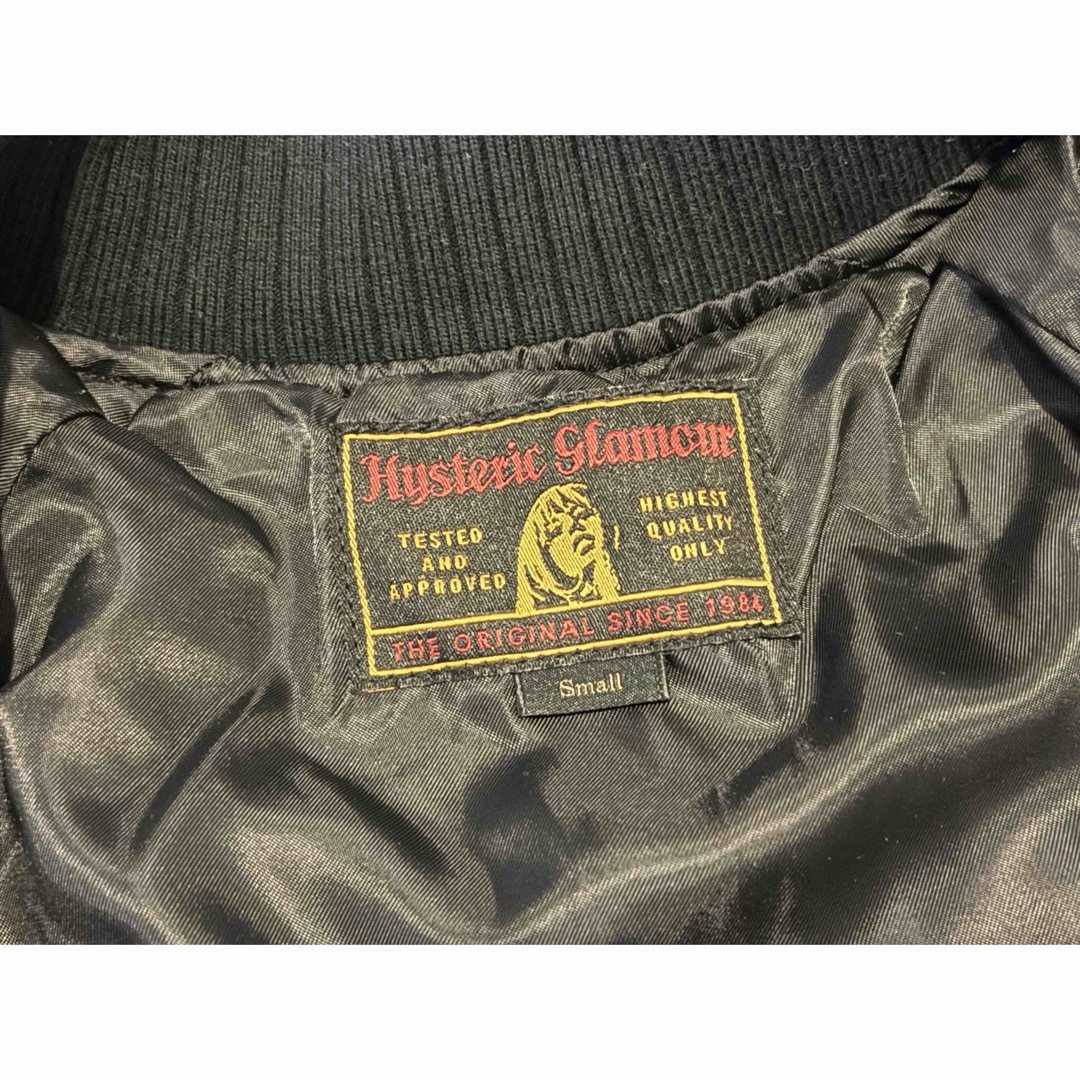 Hysteric Glamour
TESTED
AND
APPROVED
HIGHEST
QUALITY
ONLY
THE ORIGINAL SINCE 1984
Small